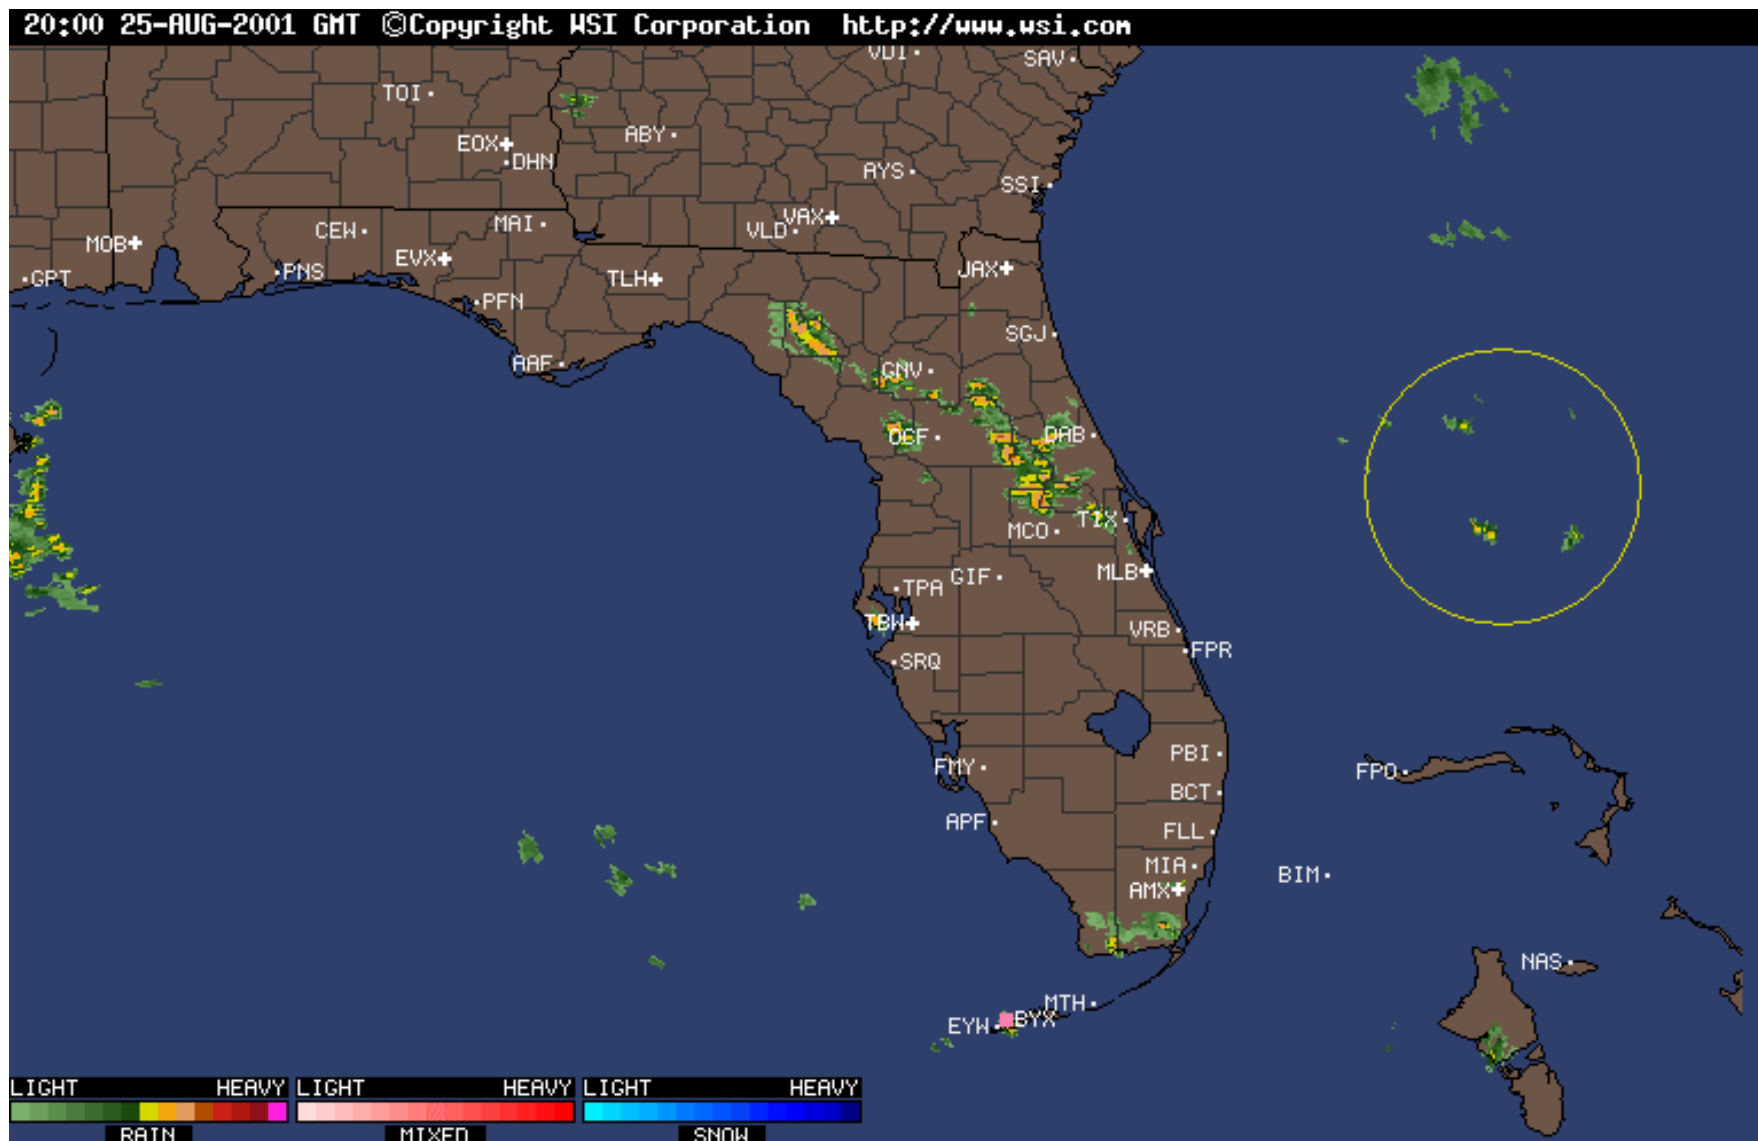 20:00 25-AUG-2001 GMT ©Copyright WSI Corporation http://www.wsi.com
VDI
SAV
TOI
ABY
EOX
DHN
AYS
SSI
VAX
CEW
MAI
VLD
MOB
EVX
GPT
PNS
TLH
JAX
PFN
SGJ
AAF
GNV
OCF
DAB
TIX
MCO
GIF
MLB
TPA
TBW
VRB
FPR
SRQ
PBI
FMY
FPO
BCT
APF
FLL
MIA
BIM
AMX
NAS
MTH
EYW
BYX
LIGHT HEAVY LIGHT HEAVY LIGHT HEAVY
RAIN MIXED SNOW